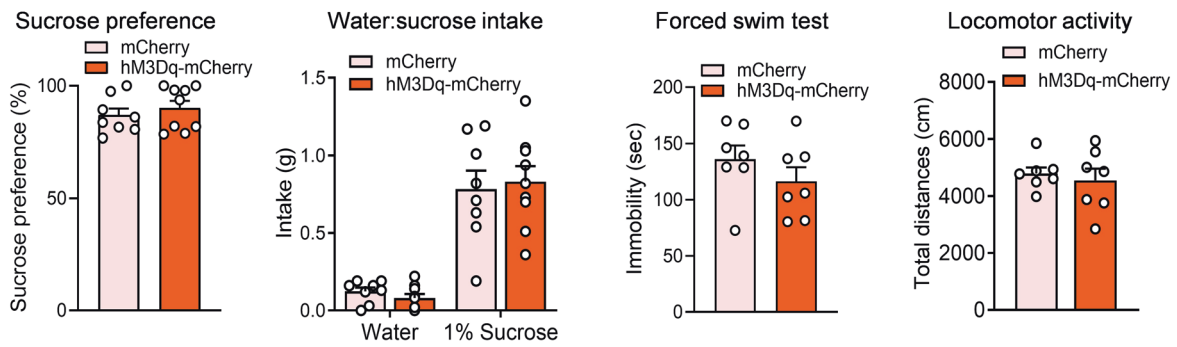 Sucrose preference
mCherry
hM3Dq-mCherry
Sucrose preference (%)
100
50
0
Water:sucrose intake
mCherry
hM3Dq-mCherry
Intake (g)
1.5
1.0
0.5
0.0
Water
1% Sucrose
Forced swim test
mCherry
hM3Dq-mCherry
Immobility (sec)
200
150
100
50
0
Locomotor activity
mCherry
hM3Dq-mCherry
Total distances (cm)
8000
6000
4000
2000
0